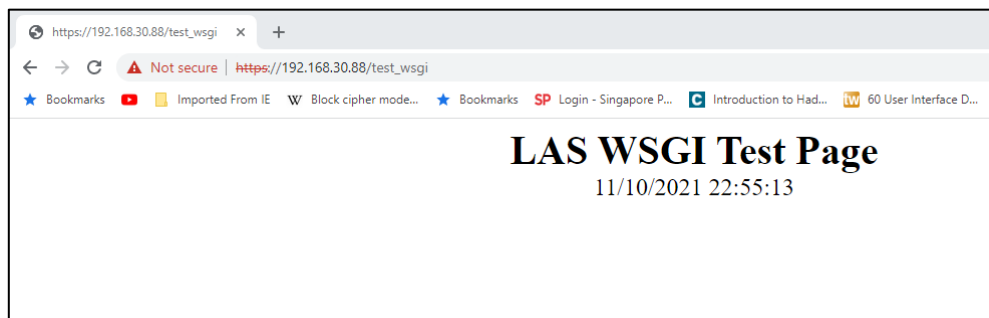 https://192.168.30.88/test_wsgi
Not secure | https://192.168.30.88/test_wsgi
Bookmarks Imported From IE W Block cipher mode... Bookmarks SP Login - Singapore P... C Introduction to Had... TW 60 User Interface D...
LAS WSGI Test Page
11/10/2021 22:55:13